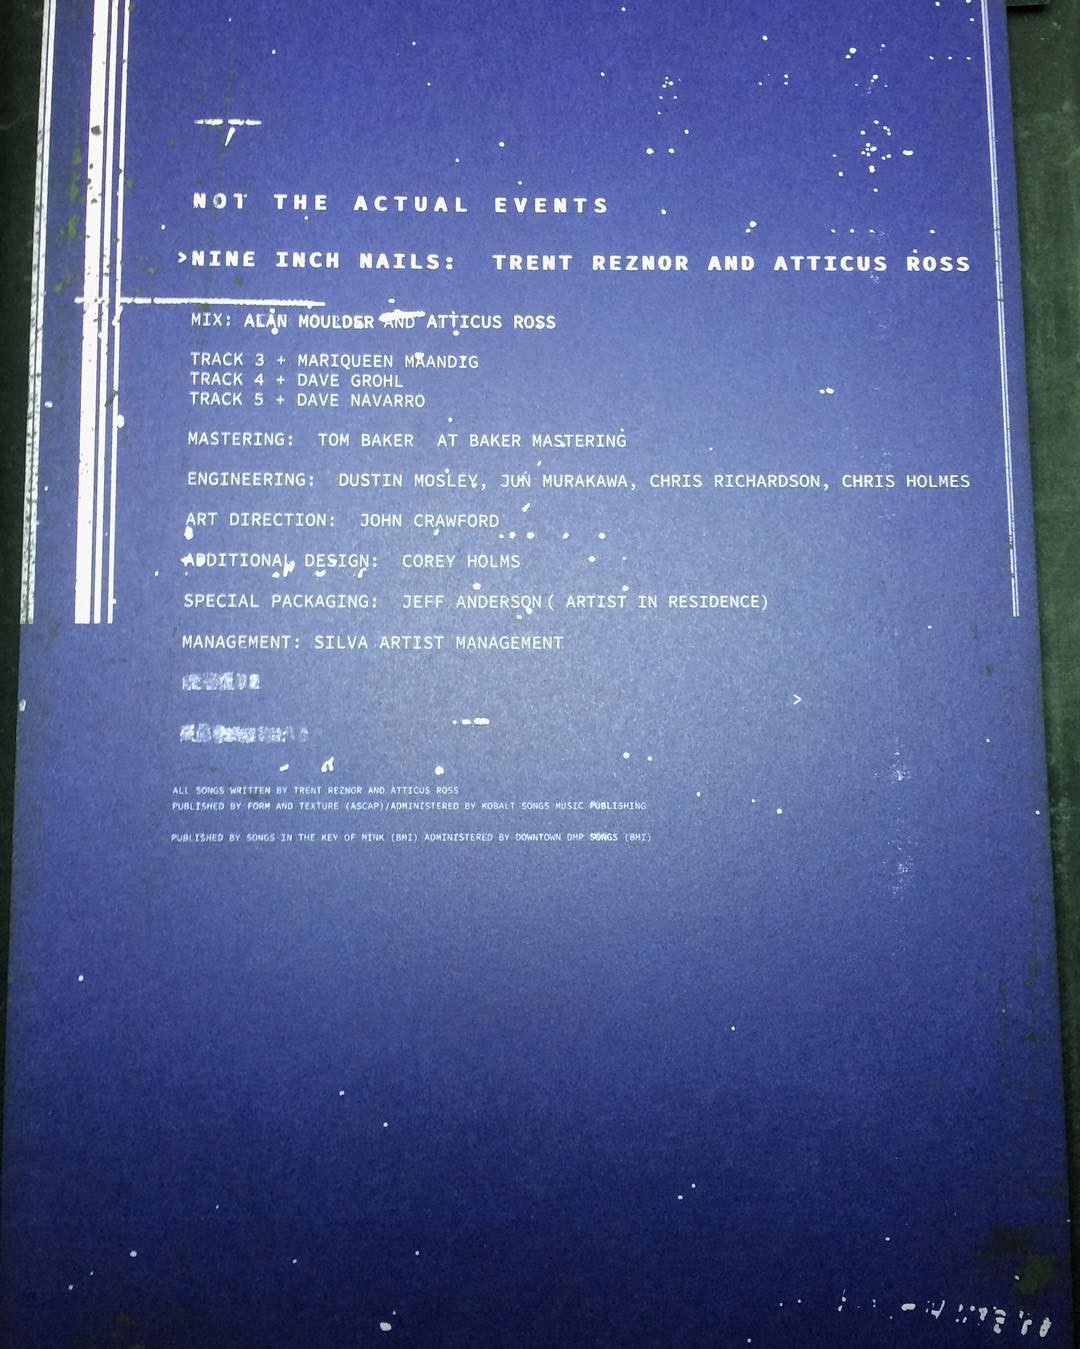 NOT THE ACTUAL EVENTS
>NINE INCH NAILS: TRENT REZNOR AND ATTICUS ROSS
MIX: ALAN MOULDER AND ATTICUS ROSS
TRACK 3 + MARIQUEEN MAANDIG
TRACK 4 + DAVE GROHL
TRACK 5 + DAVE NAVARRO
MASTERING: TOM BAKER AT BAKER MASTERING
ENGINEERING: DUSTIN MOSLEY, JUN MURAKAWA, CHRIS RICHARDSON, CHRIS HOLMES
ART DIRECTION: JOHN CRAWFORD
ADDITIONAL DESIGN: COREY HOLMS
SPECIAL PACKAGING: JEFF ANDERSON ( ARTIST IN RESIDENCE)
MANAGEMENT: SILVA ARTIST MANAGEMENT
>
ALL SONGS WRITTEN BY TRENT REZNOR AND ATTICUS ROSS
PUBLISHED BY FORM AND TEXTURE (ASCAP)/ADMINISTERED BY KOBALT SONGS MUSIC PUBLISHING
PUBLISHED BY SONGS IN THE KEY OF MINK (BMI) ADMINISTERED BY DOWNTOWN DMP SONGS (BMI)